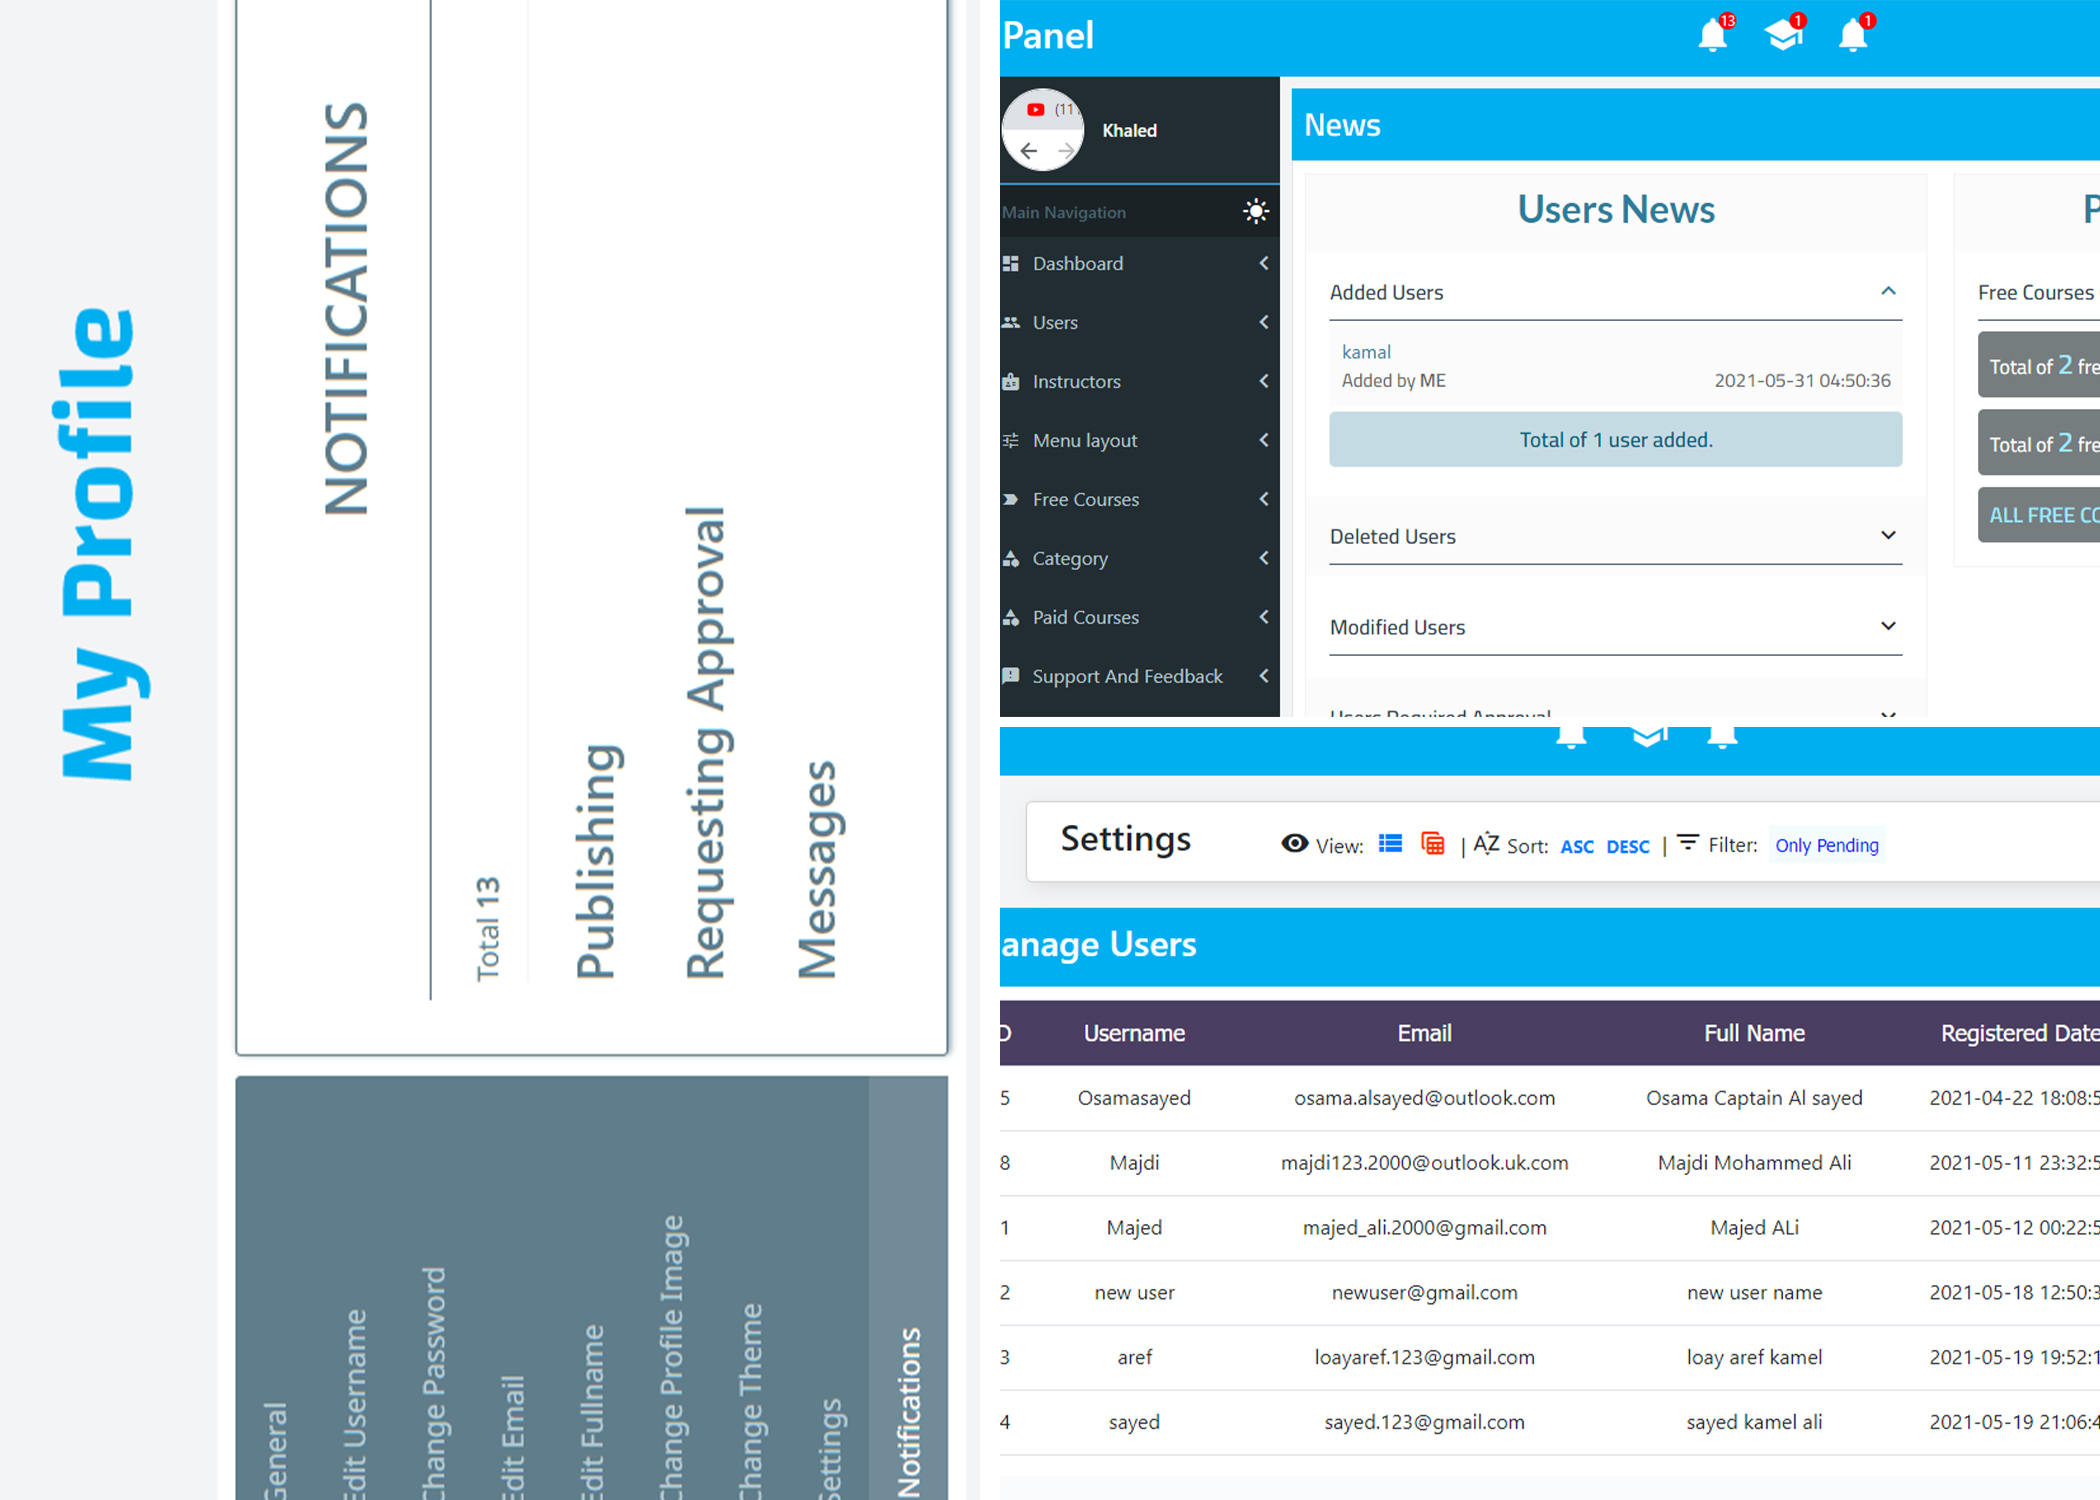 My Profile
NOTIFICATIONS
Total 13
Publishing
Requesting Approval
Messages
General
Edit Username
Change Password
Edit Email
Edit Fullname
Change Profile Image
Change Theme
Settings
Notifications
Panel
13
1
1
(11
Khaled
Main Navigation
Dashboard
Users
Instructors
Menu layout
Free Courses
Category
Paid Courses
Support And Feedback
News
Users News
Added Users
kamal
Added by ME 2021-05-31 04:50:36
Total of 1 user added.
Deleted Users
Modified Users
Users Required Approval
P
Free Courses
Total of 2 fre
Total of 2 fre
ALL FREE CO
Settings View: | AZ Sort: ASC DESC | Filter: Only Pending
anage Users
D Username Email Full Name Registered Date
5 Osamasayed osama.alsayed@outlook.com Osama Captain Al sayed 2021-04-22 18:08:5
8 Majdi majdi123.2000@outlook.uk.com Majdi Mohammed Ali 2021-05-11 23:32:5
1 Majed majed_ali.2000@gmail.com Majed ALi 2021-05-12 00:22:5
2 new user newuser@gmail.com new user name 2021-05-18 12:50:3
3 aref loayaref.123@gmail.com loay aref kamel 2021-05-19 19:52:1
4 sayed sayed.123@gmail.com sayed kamel ali 2021-05-19 21:06:4